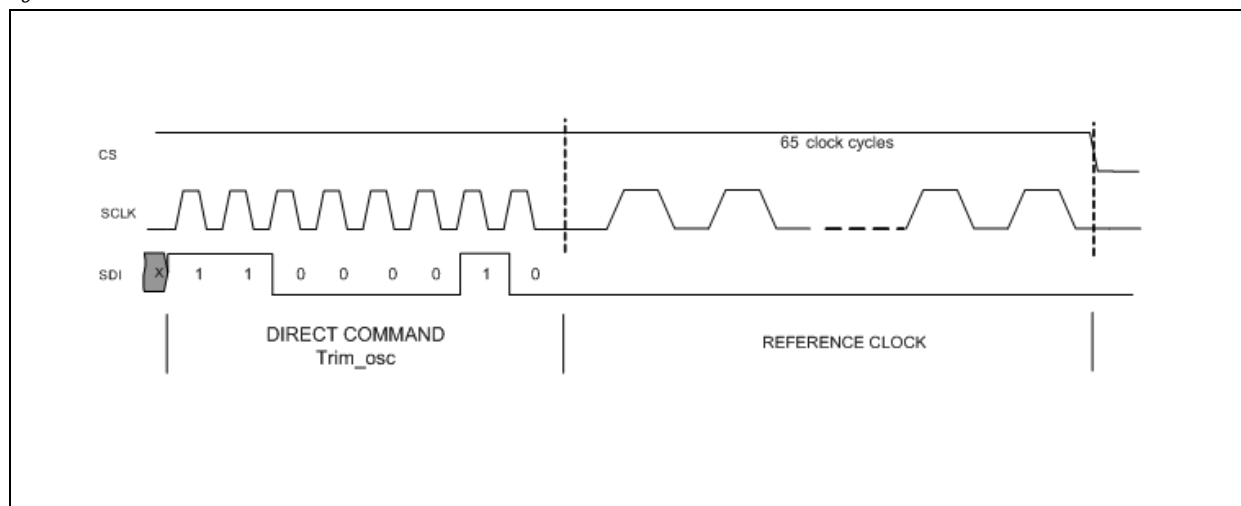 CS
65 clock cycles
SCLK
SDI X 1 1 0 0 0 0 1 0
DIRECT COMMAND
Trim_osc
REFERENCE CLOCK